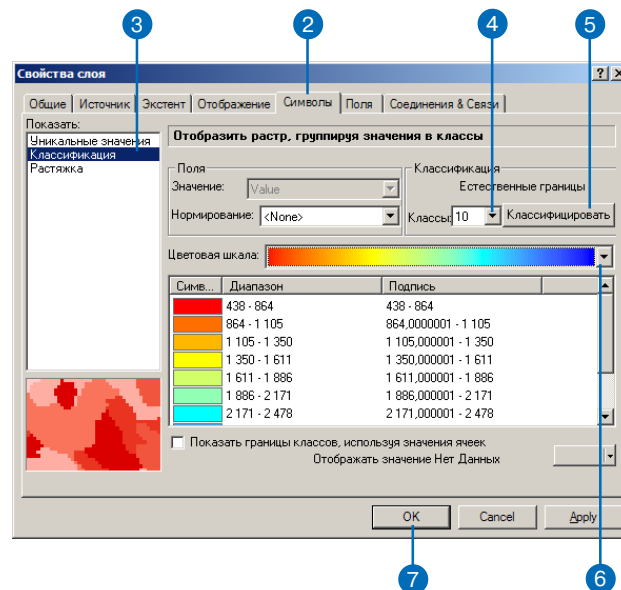 3 2 4 5
Свойства слоя
Общие Источник Экстент Отображение Символы Поля Соединения & Связи
Показать:
Уникальные значения
Классификация
Растяжка
Отобразить растр, группируя значения в классы
Поля
Значение: Value
Нормирование: <None>
Классификация
Естественные границы
Классы: 10 Классифицировать
Цветовая шкала:
Симв... Диапазон Подпись
438 - 864 438 - 864
864 - 1 105 864,0000001 - 1 105
1 105 - 1 350 1 105,000001 - 1 350
1 350 - 1 611 1 350,000001 - 1 611
1 611 - 1 886 1 611,000001 - 1 886
1 886 - 2 171 1 886,000001 - 2 171
2 171 - 2 478 2 171,000001 - 2 478
Показать границы классов, используя значения ячеек
Отображать значение Нет Данных
OK Cancel Apply
7 6